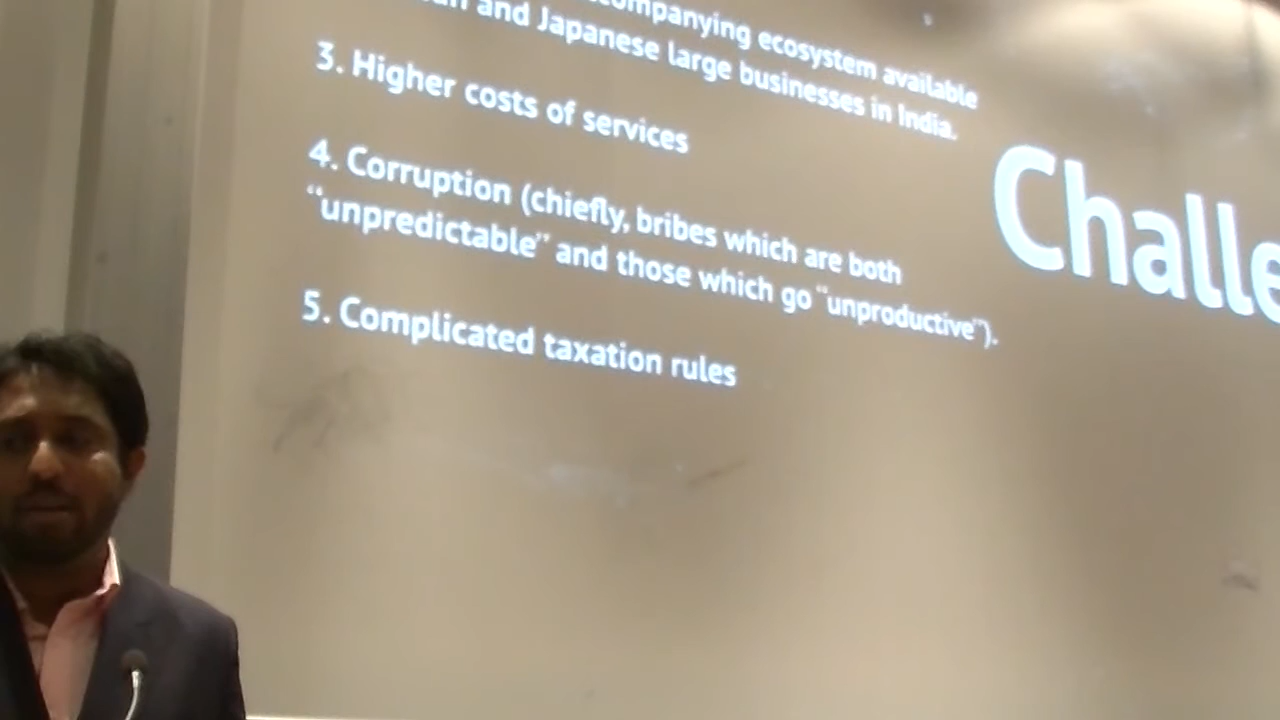 companying ecosystem available
and Japanese large businesses in India.
3. Higher costs of services
4. Corruption (chiefly, bribes which are both
“unpredictable” and those which go “unproductive”).
5. Complicated taxation rules
Challe